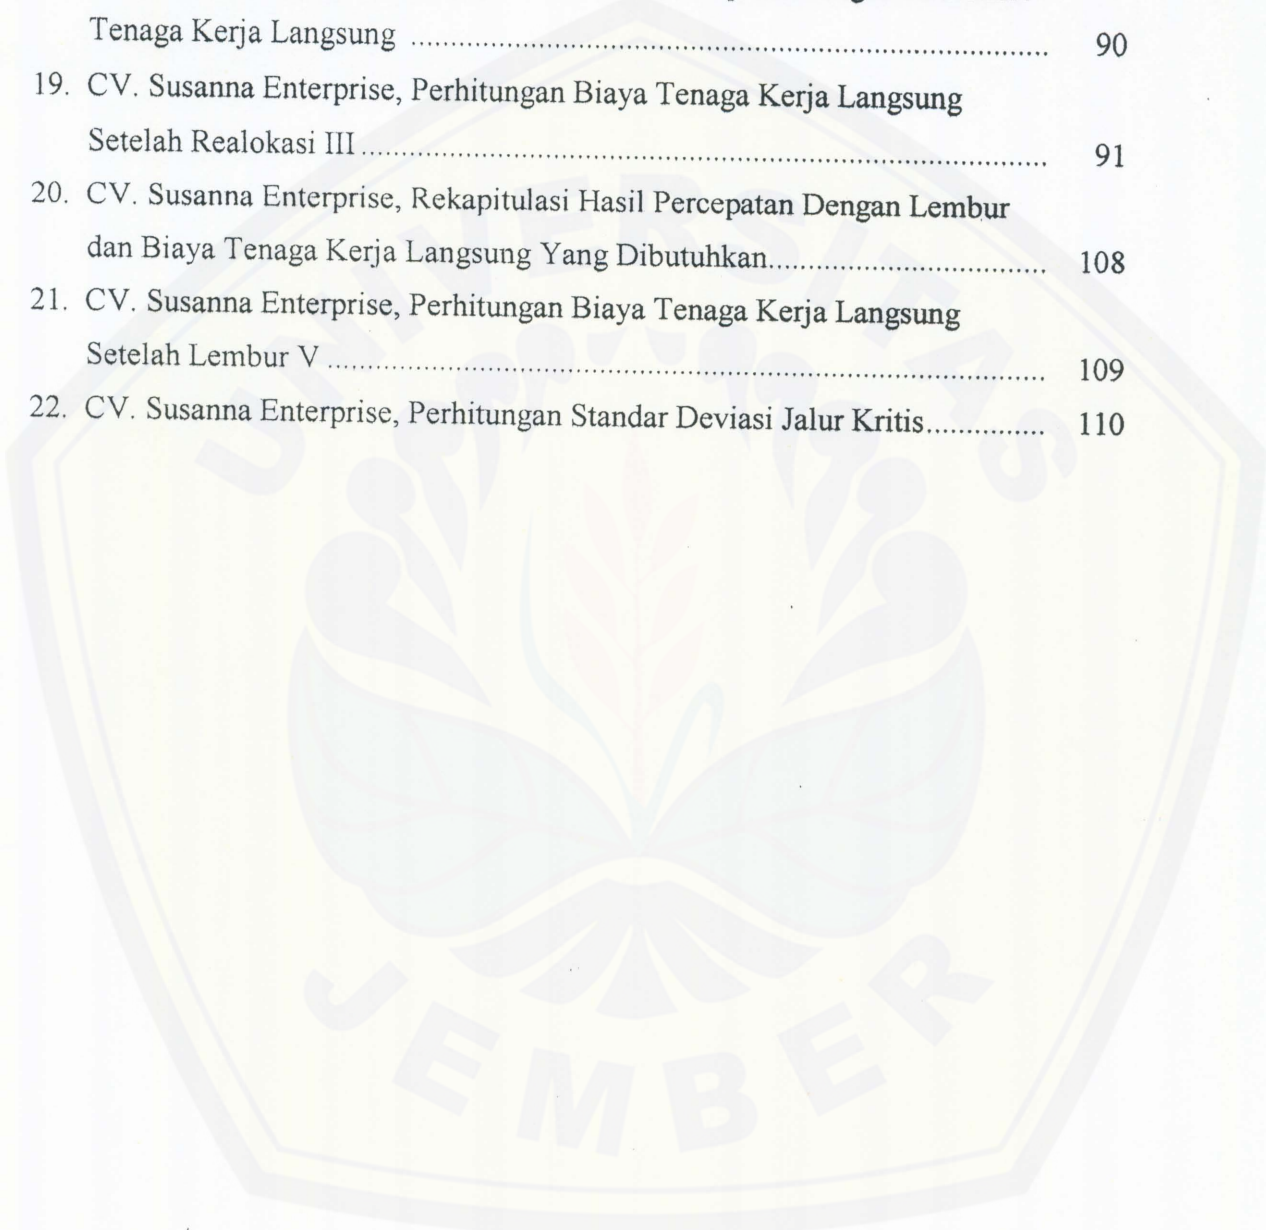 Tenaga Kerja Langsung ........................................................................ 90
19. CV. Susanna Enterprise, Perhitungan Biaya Tenaga Kerja Langsung
Setelah Realokasi III ........................................................................ 91
20. CV. Susanna Enterprise, Rekapitulasi Hasil Percepatan Dengan Lembur
dan Biaya Tenaga Kerja Langsung Yang Dibutuhkan.................................. 108
21. CV. Susanna Enterprise, Perhitungan Biaya Tenaga Kerja Langsung
Setelah Lembur V ........................................................................ 109
22. CV. Susanna Enterprise, Perhitungan Standar Deviasi Jalur Kritis............... 110
UNIVERSITAS
JEMBER